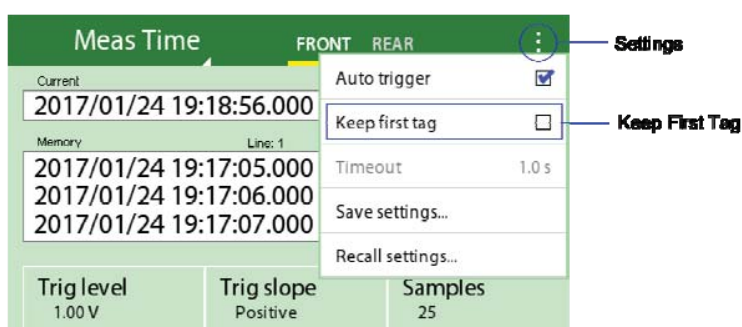 Meas Time FRONT REAR ⋮ Settings
Current
2017/01/24 19:18:56.000
Auto trigger
Memory Line: 1
Keep first tag Keep First Tag
2017/01/24 19:17:05.000
Timeout 1.0 s
2017/01/24 19:17:06.000
Save settings...
2017/01/24 19:17:07.000
Recall settings...
Trig level Trig slope Samples
1.00 V Positive 25